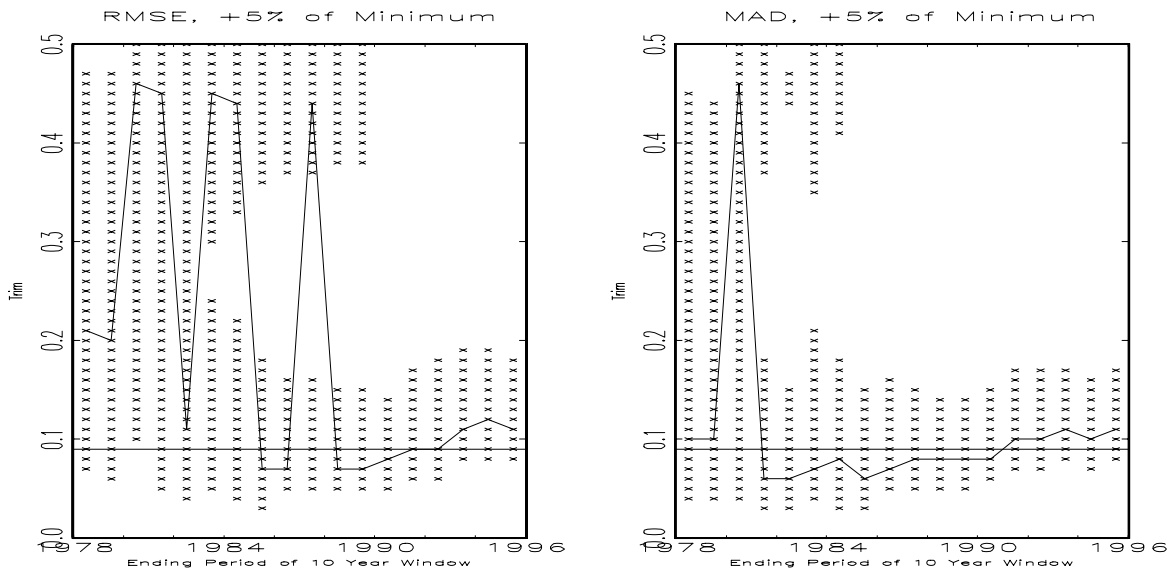 RMSE, +5% of Minimum
Trim
0.5
0.4
0.3
0.2
0.1
0.0
1978 1984 1990 1996
Ending Period of 10 Year Window
MAD, +5% of Minimum
Trim
0.5
0.4
0.3
0.2
0.1
0.0
1978 1984 1990 1996
Ending Period of 10 Year Window